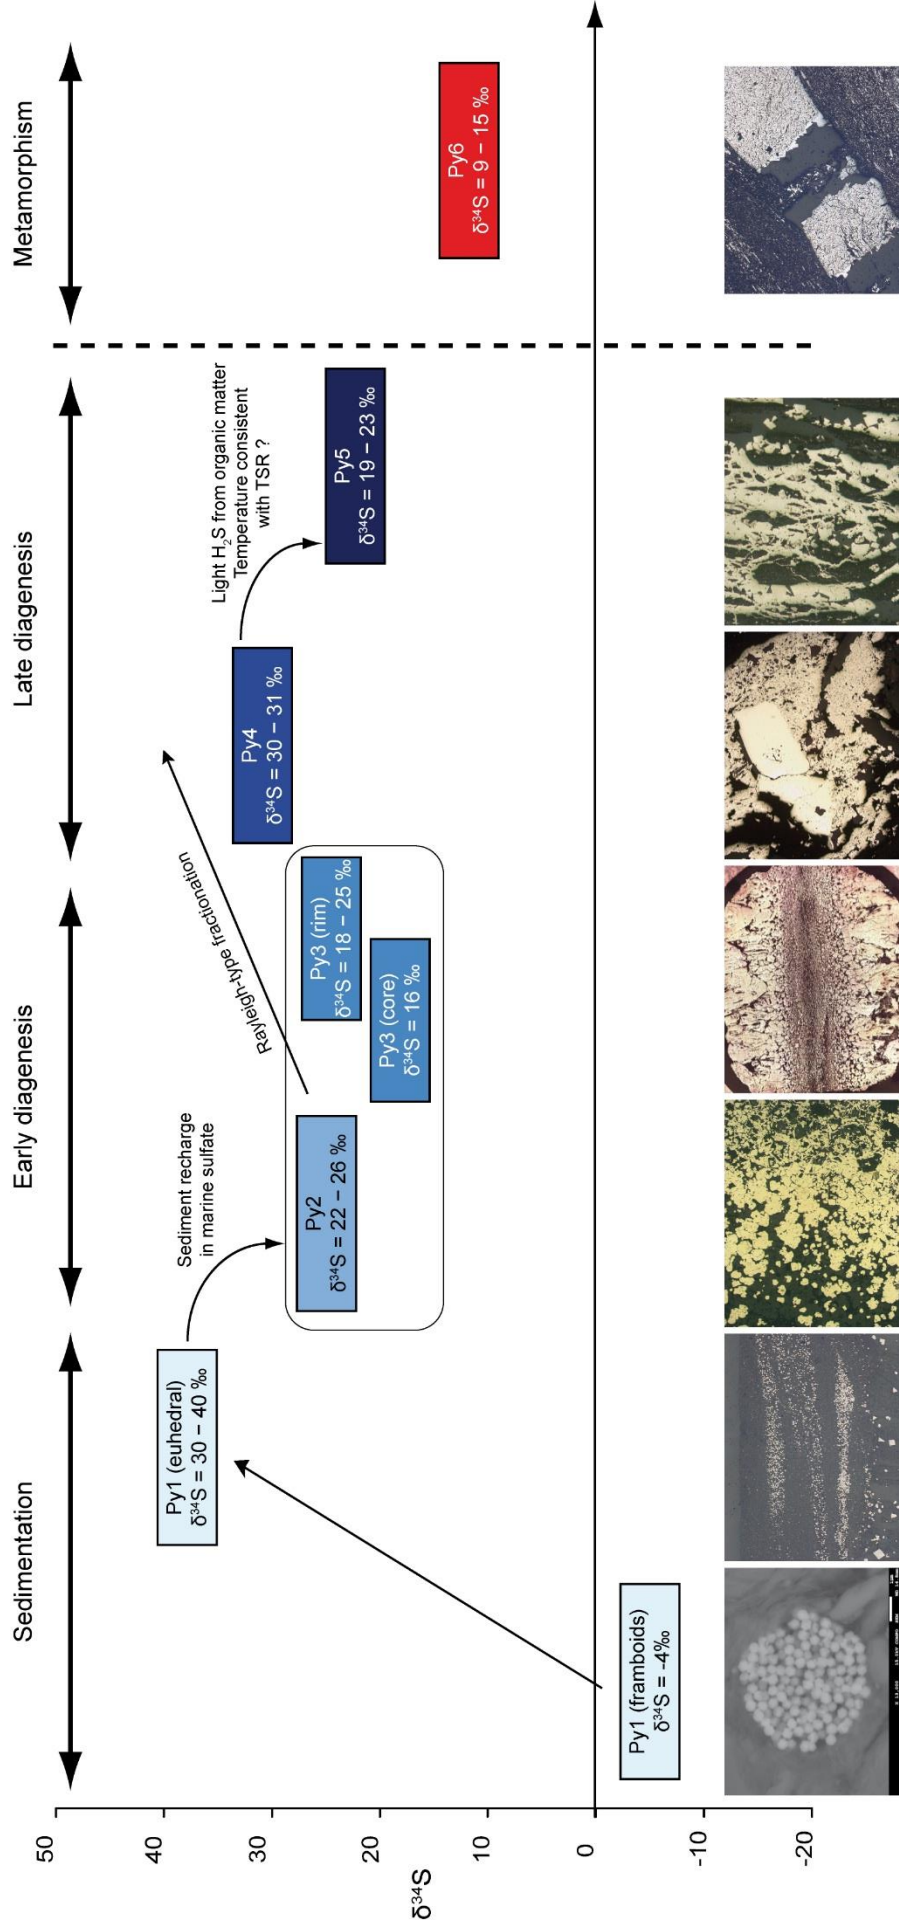 Sedimentation
Early diagenesis
Late diagenesis
Metamorphism
50
40
30
20
10
0
-10
-20
δ³⁴S
Py1 (framboids)
δ³⁴S = -4‰
Py1 (euhedral)
δ³⁴S = 30 – 40 ‰
Sediment recharge
in marine sulfate
Py2
δ³⁴S = 22 – 26 ‰
Rayleigh-type fractionation
Py3 (core)
δ³⁴S = 16 ‰
Py3 (rim)
δ³⁴S = 18 – 25 ‰
Py4
δ³⁴S = 30 – 31 ‰
Light H₂S from organic matter
Temperature consistent
with TSR ?
Py5
δ³⁴S = 19 – 23 ‰
Py6
δ³⁴S = 9 – 15 ‰